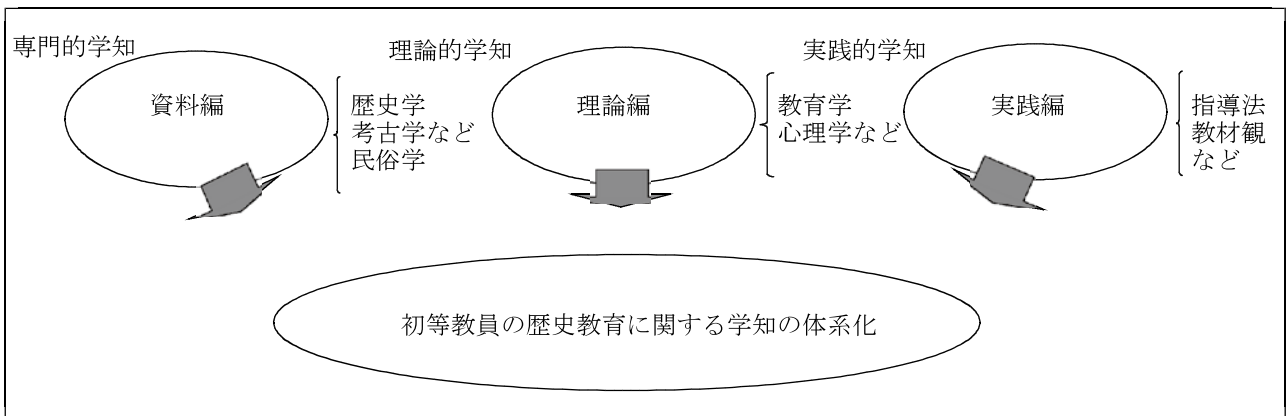 専門的学知
資料編
歴史学
考古学など
民俗学
理論的学知
理論編
教育学
心理学など
実践的学知
実践編
指導法
教材観
など
初等教員の歴史教育に関する学知の体系化